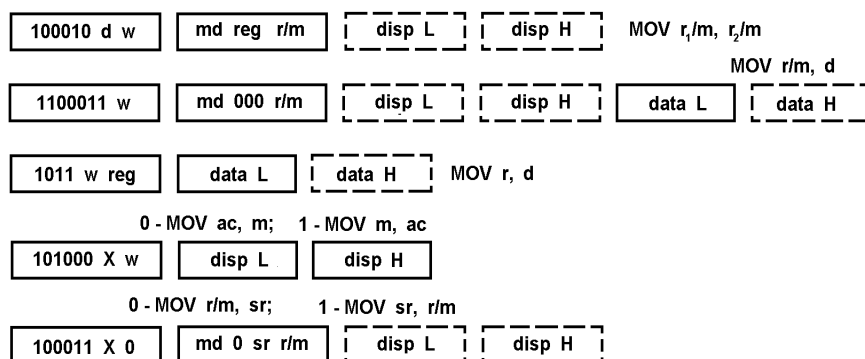 100010 d w md reg r/m disp L disp H MOV r₁/m, r₂/m
MOV r/m, d
1100011 w md 000 r/m disp L disp H data L data H
1011 w reg data L data H MOV r, d
0 - MOV ac, m; 1 - MOV m, ac
101000 X w disp L disp H
0 - MOV r/m, sr; 1 - MOV sr, r/m
100011 X 0 md 0 sr r/m disp L disp H